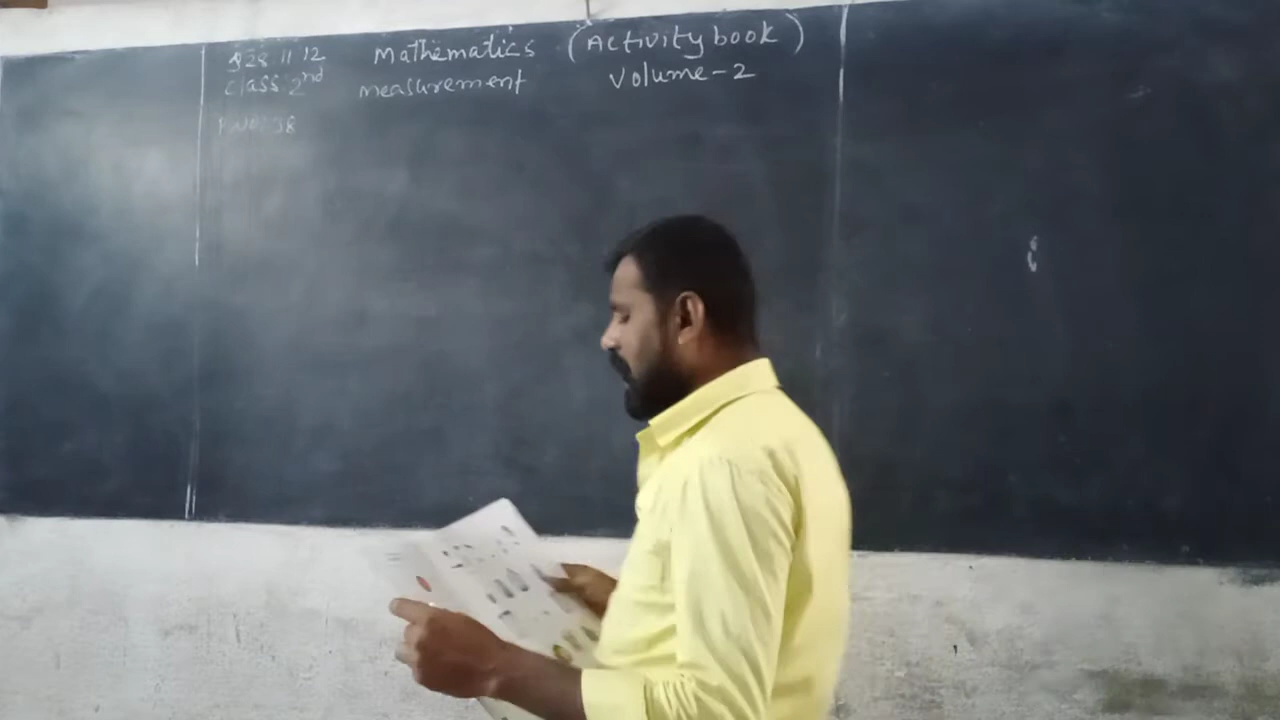 28 11 12 Mathematics (Activity book)
Class 2nd measurement Volume-2